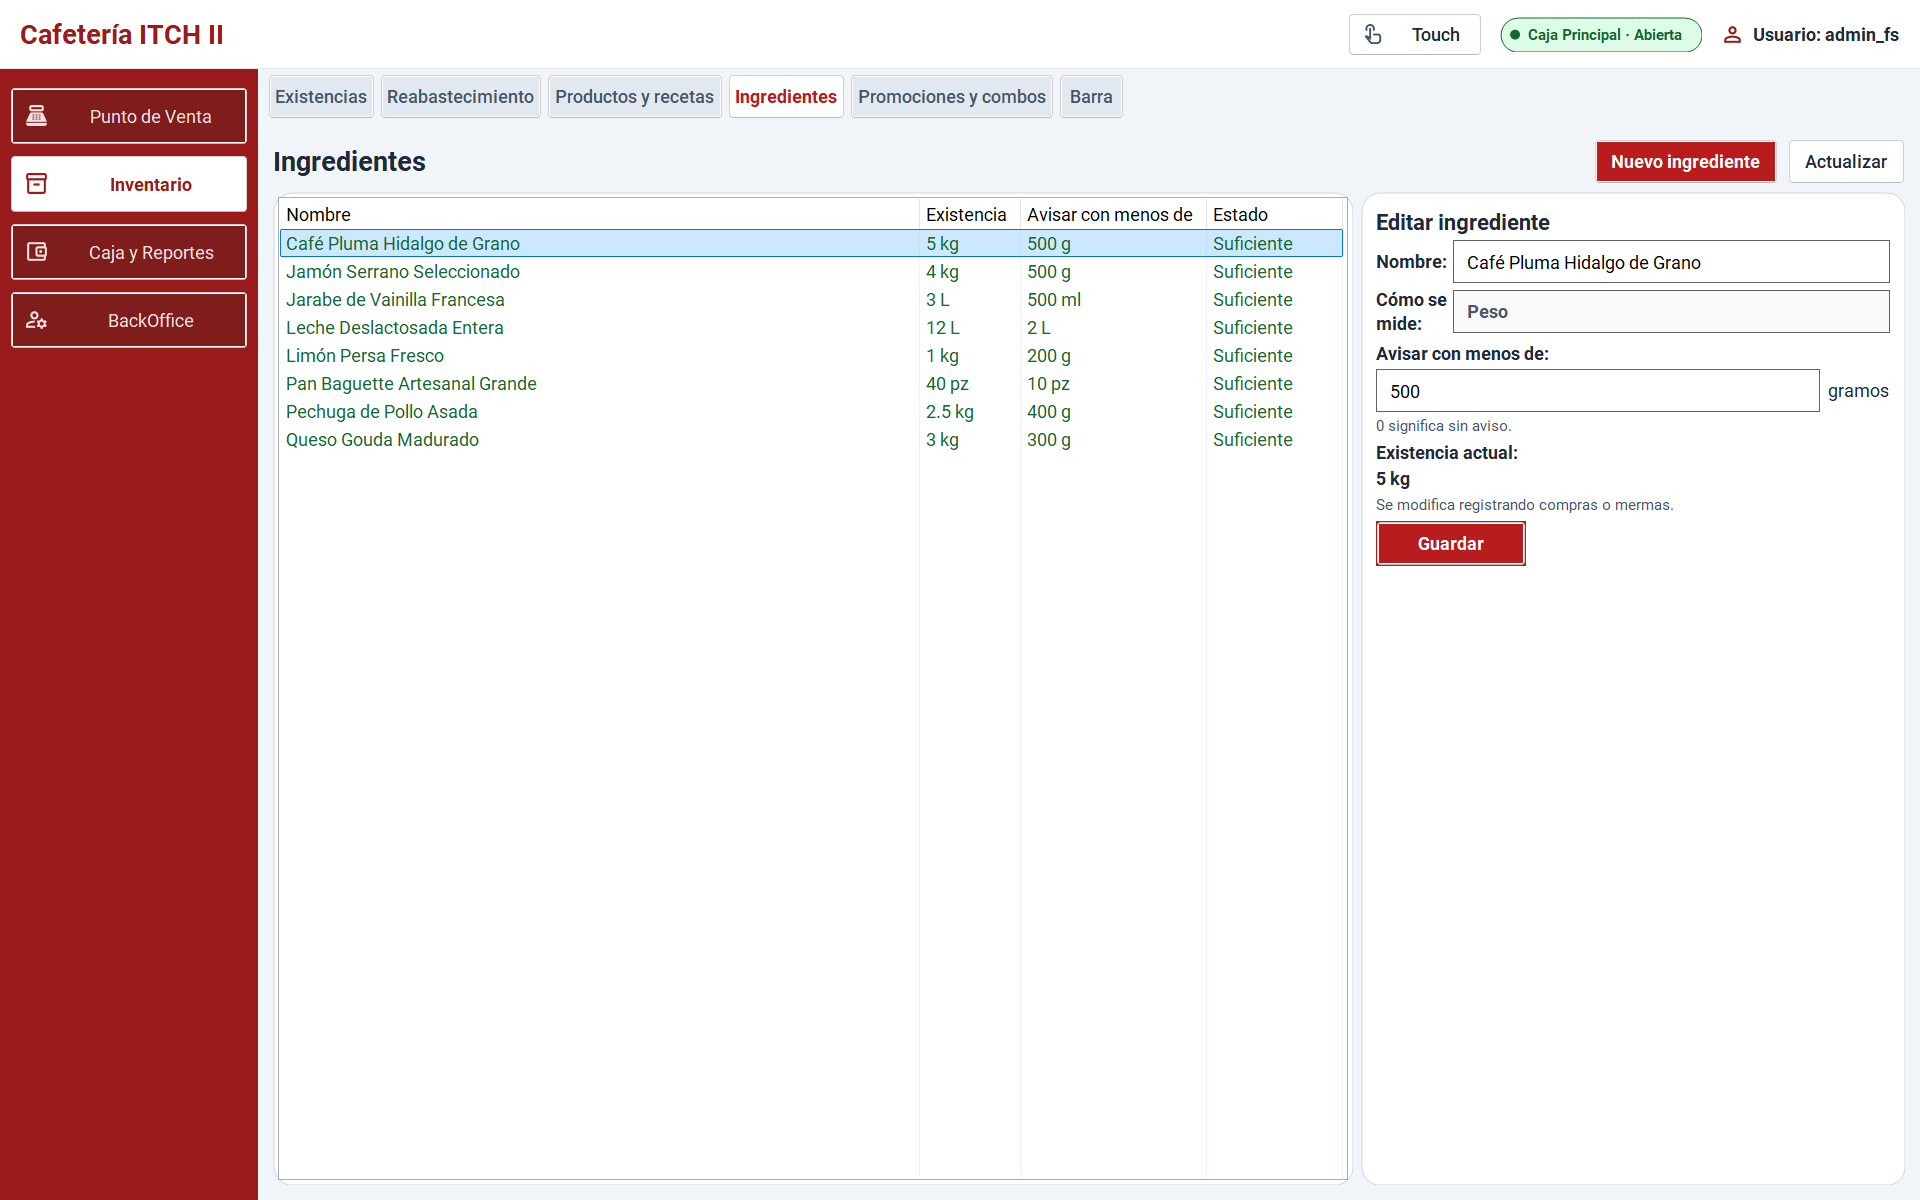 Cafetería ITCH II
Touch
Caja Principal · Abierta
Usuario: admin_fs
Punto de Venta
Inventario
Caja y Reportes
BackOffice
Existencias
Reabastecimiento
Productos y recetas
Ingredientes
Promociones y combos
Barra
Ingredientes
Nuevo ingrediente
Actualizar
Nombre Existencia Avisar con menos de Estado
Café Pluma Hidalgo de Grano 5 kg 500 g Suficiente
Jamón Serrano Seleccionado 4 kg 500 g Suficiente
Jarabe de Vainilla Francesa 3 L 500 ml Suficiente
Leche Deslactosada Entera 12 L 2 L Suficiente
Limón Persa Fresco 1 kg 200 g Suficiente
Pan Baguette Artesanal Grande 40 pz 10 pz Suficiente
Pechuga de Pollo Asada 2.5 kg 400 g Suficiente
Queso Gouda Madurado 3 kg 300 g Suficiente
Editar ingrediente
Nombre: Café Pluma Hidalgo de Grano
Cómo se
mide:
Peso
Avisar con menos de:
500 gramos
0 significa sin aviso.
Existencia actual:
5 kg
Se modifica registrando compras o mermas.
Guardar